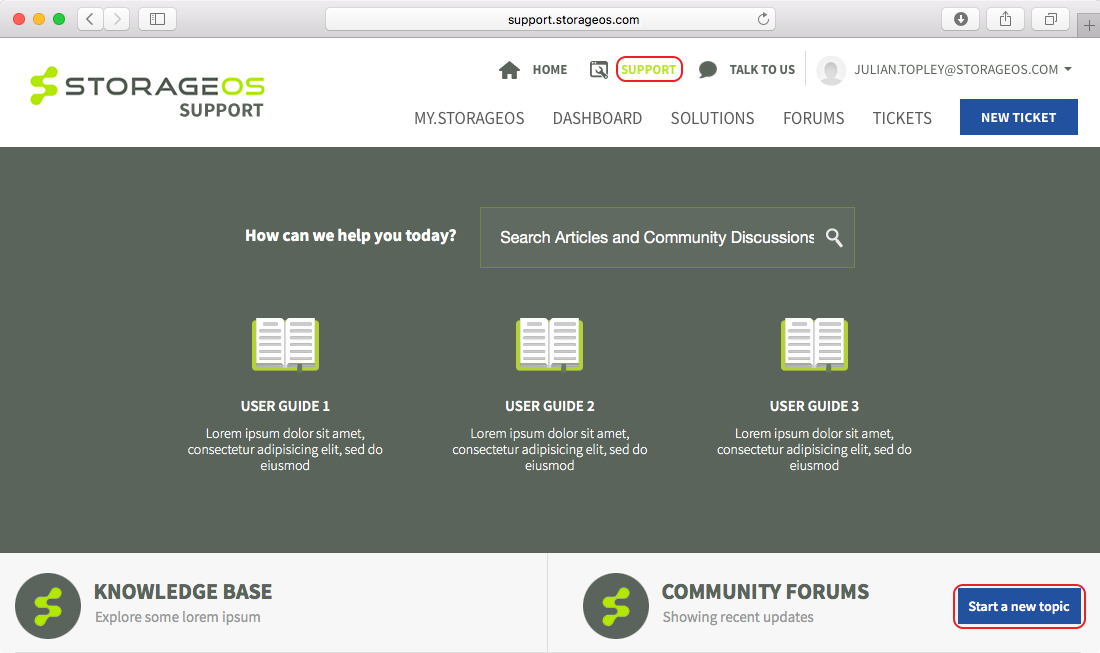 support.storageos.com
HOME
SUPPORT
TALK TO US
JULIAN.TOPLEY@STORAGEOS.COM
STORAGEOS
SUPPORT
MY.STORAGEOS
DASHBOARD
SOLUTIONS
FORUMS
TICKETS
NEW TICKET
How can we help you today?
Search Articles and Community Discussions
USER GUIDE 1
Lorem ipsum dolor sit amet,
consectetur adipisicing elit, sed do
eiusmod
USER GUIDE 2
Lorem ipsum dolor sit amet,
consectetur adipisicing elit, sed do
eiusmod
USER GUIDE 3
Lorem ipsum dolor sit amet,
consectetur adipisicing elit, sed do
eiusmod
KNOWLEDGE BASE
Explore some lorem ipsum
COMMUNITY FORUMS
Showing recent updates
Start a new topic